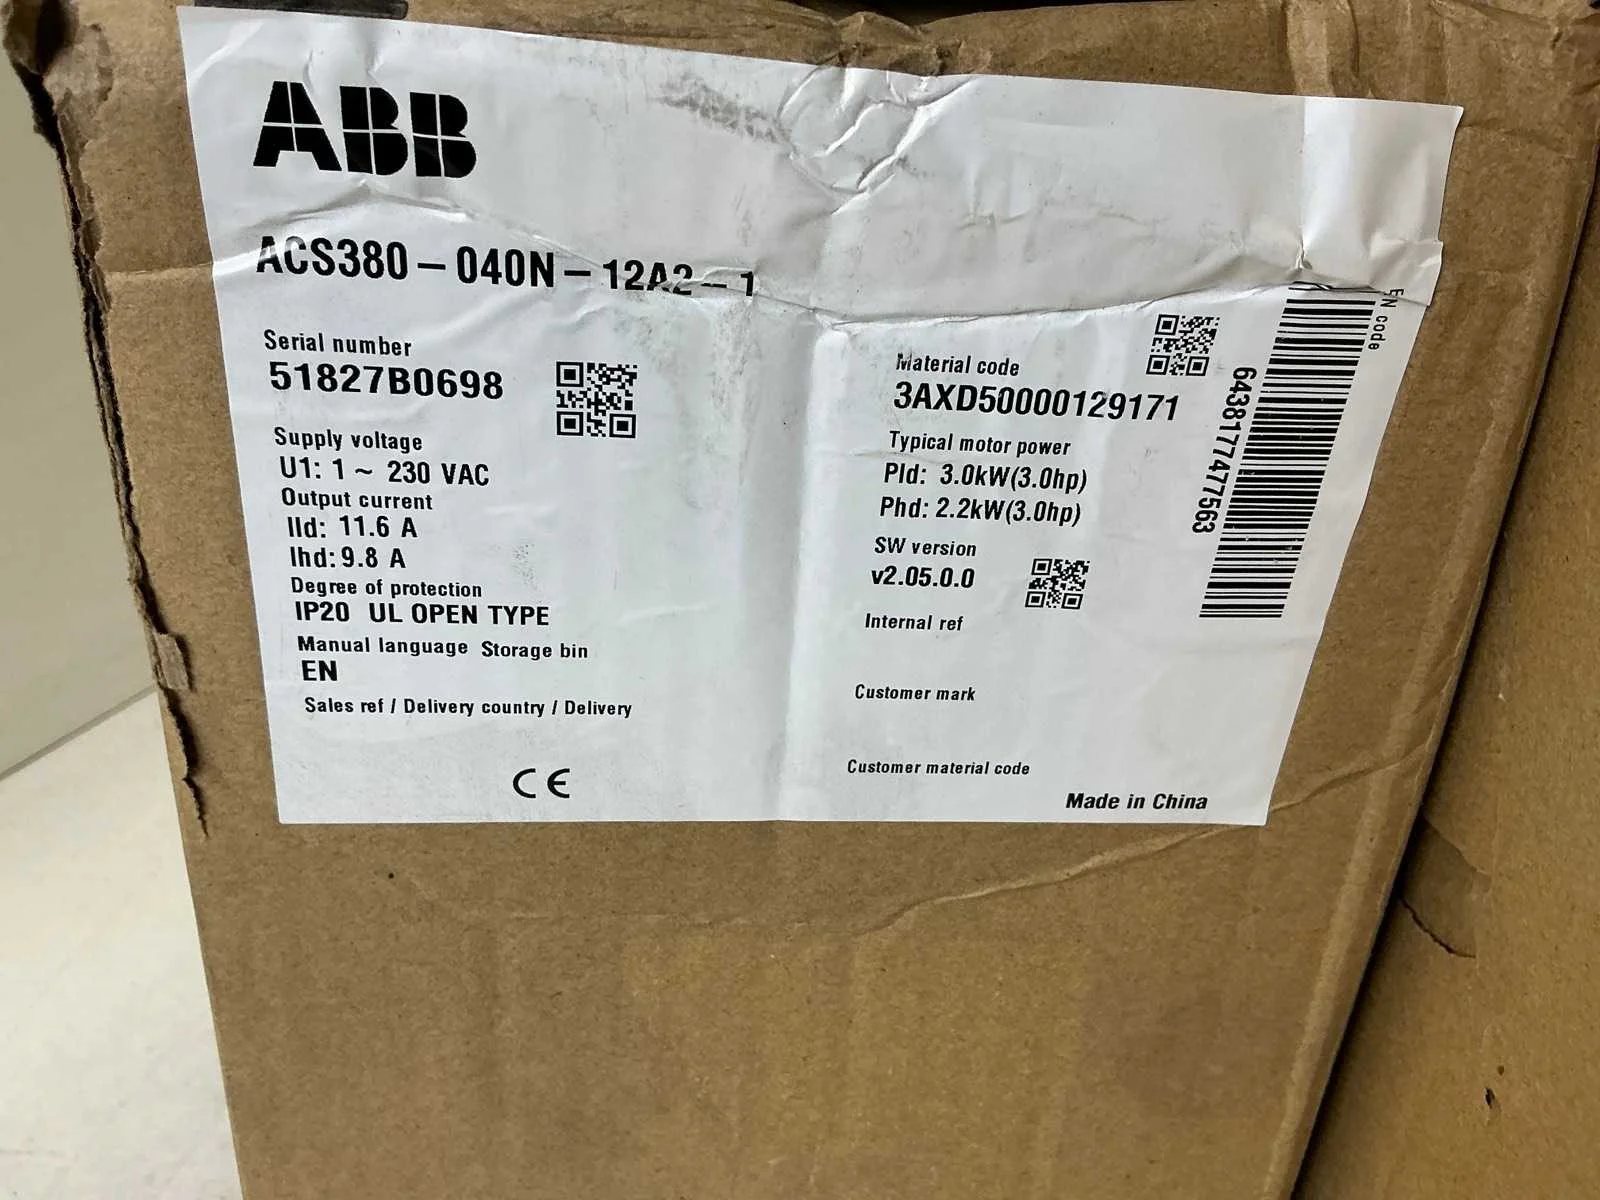 ABB
ACS380-040N-12A2-1
Serial number
51827B0698
Supply voltage
U1: 1 ~ 230 VAC
Output current
Ild: 11.6 A
Ihd: 9.8 A
Degree of protection
IP20 UL OPEN TYPE
Manual language Storage bin
EN
Sales ref / Delivery country / Delivery
CE
Material code
3AXD50000129171
Typical motor power
Pld: 3.0kW(3.0hp)
Phd: 2.2kW(3.0hp)
SW version
v2.05.0.0
Internal ref
Customer mark
Customer material code
Made in China
EN code
6438177477563